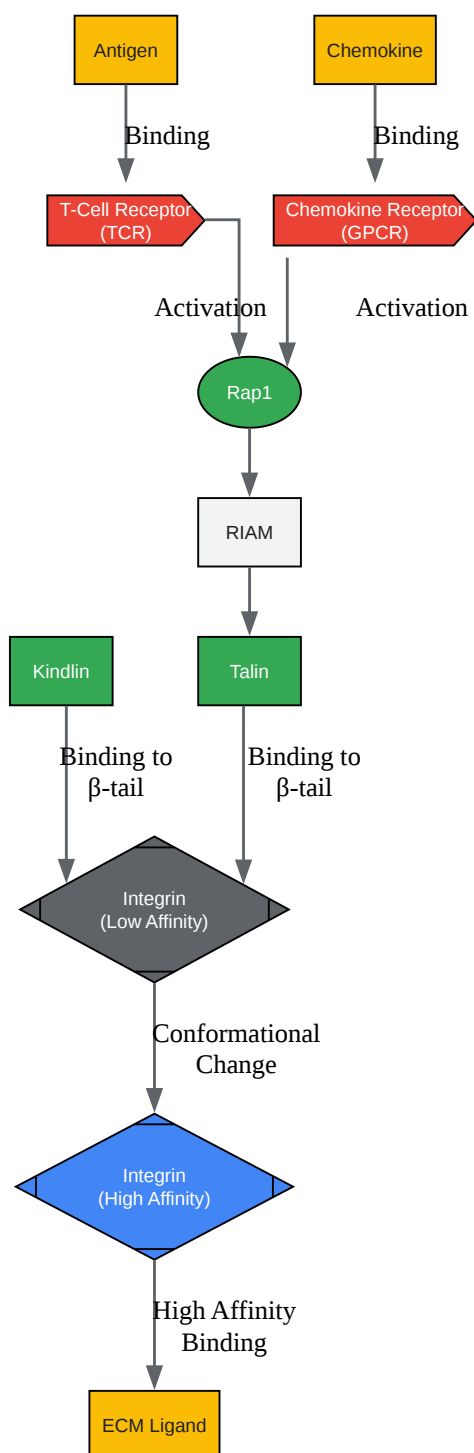 Antigen
Chemokine
Binding
Binding
T-Cell Receptor
(TCR)
Chemokine Receptor
(GPCR)
Activation
Activation
Rap1
RIAM
Kindlin
Talin
Binding to
β-tail
Binding to
β-tail
Integrin
(Low Affinity)
Conformational
Change
Integrin
(High Affinity)
High Affinity
Binding
ECM Ligand